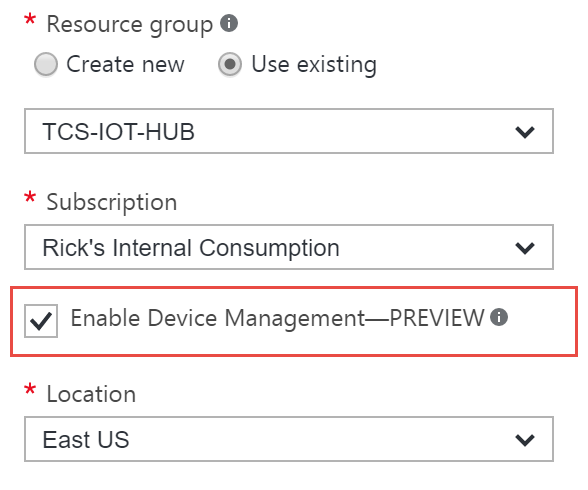 * Resource group
Create new Use existing
TCS-IOT-HUB
* Subscription
Rick's Internal Consumption
Enable Device Management—PREVIEW
* Location
East US